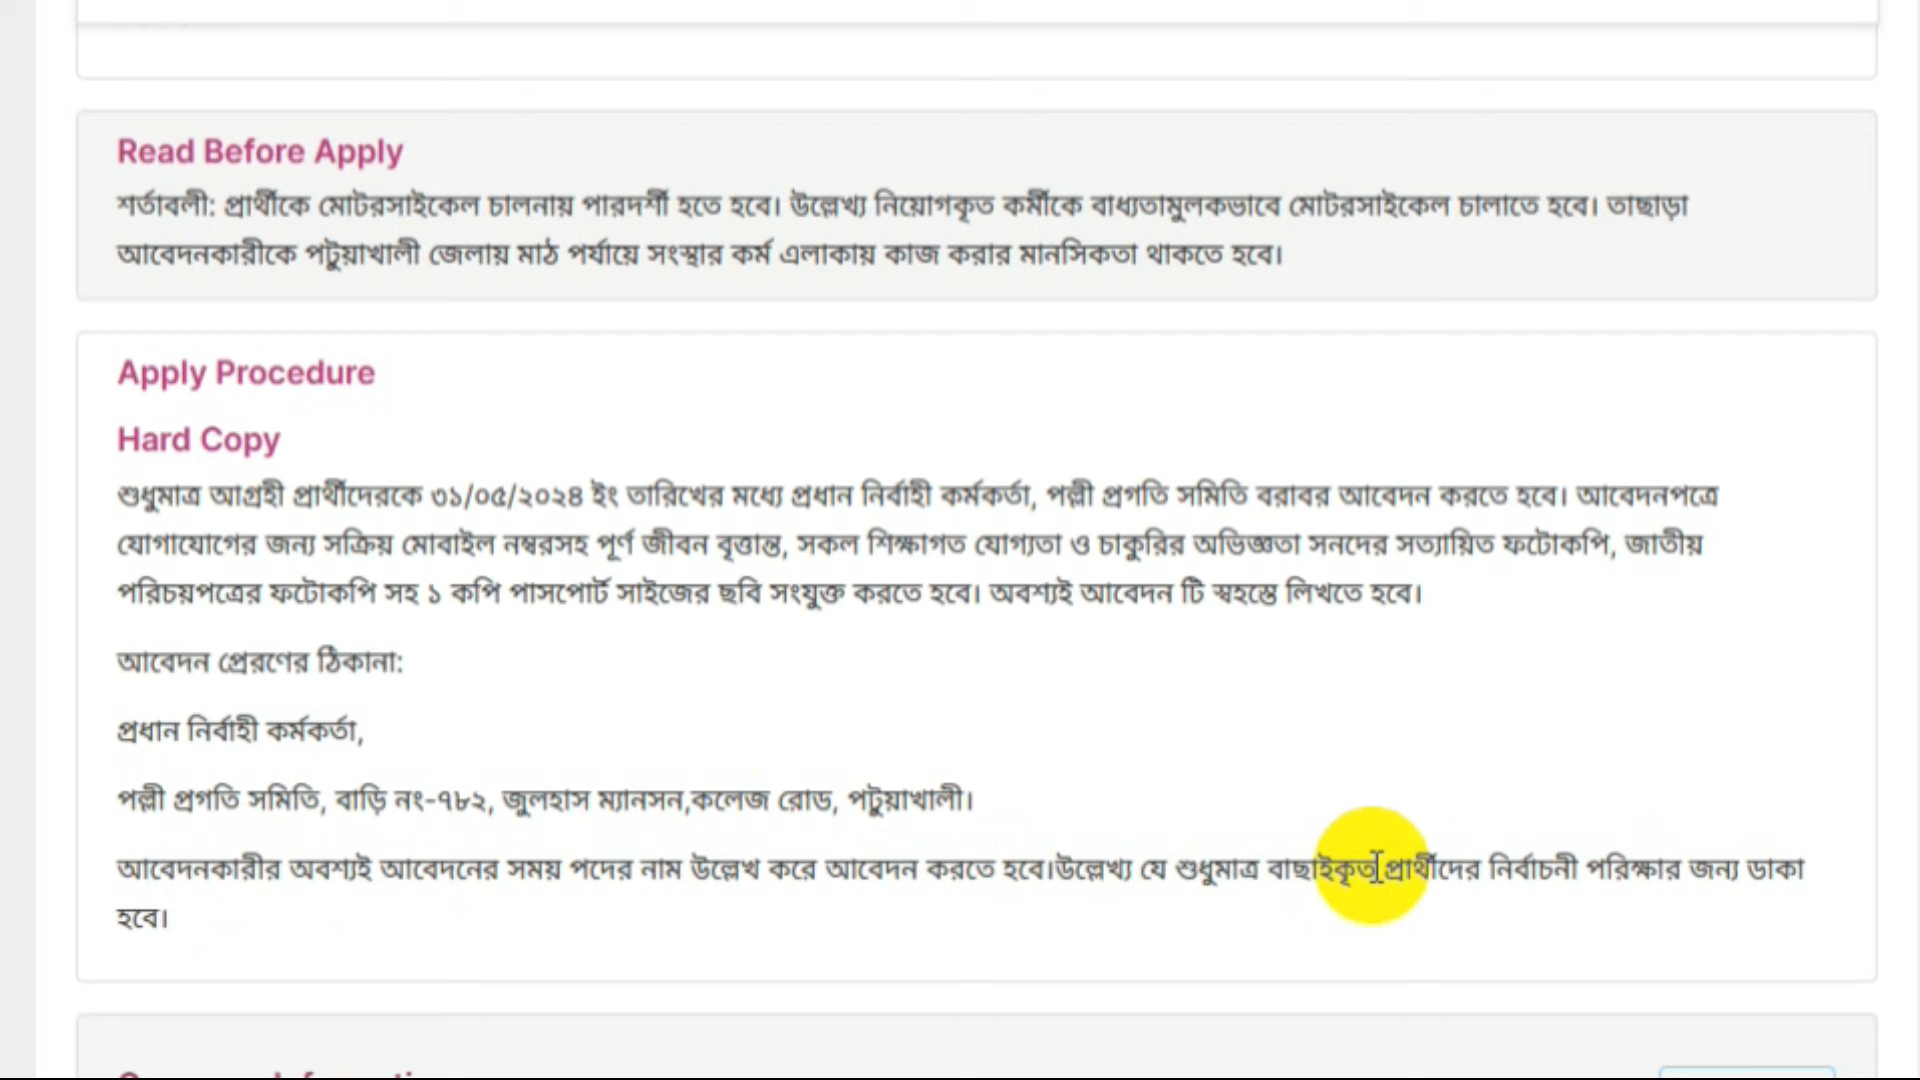 Read Before Apply
শর্তাবলী: প্রার্থীকে মোটরসাইকেল চালনায় পারদর্শী হতে হবে। উল্লেখ্য নিয়োগকৃত কর্মীকে বাধ্যতামুলকভাবে মোটরসাইকেল চালাতে হবে। তাছাড়া
আবেদনকারীকে পটুয়াখালী জেলায় মাঠ পর্যায়ে সংস্থার কর্ম এলাকায় কাজ করার মানসিকতা থাকতে হবে।
Apply Procedure
Hard Copy
শুধুমাত্র আগ্রহী প্রার্থীদেরকে ৩১/০৫/২০২৪ ইং তারিখের মধ্যে প্রধান নির্বাহী কর্মকর্তা, পল্লী প্রগতি সমিতি বরাবর আবেদন করতে হবে। আবেদনপত্রে
যোগাযোগের জন্য সক্রিয় মোবাইল নম্বরসহ পূর্ণ জীবন বৃত্তান্ত, সকল শিক্ষাগত যোগ্যতা ও চাকুরির অভিজ্ঞতা সনদের সত্যায়িত ফটোকপি, জাতীয়
পরিচয়পত্রের ফটোকপি সহ ১ কপি পাসপোর্ট সাইজের ছবি সংযুক্ত করতে হবে। অবশ্যই আবেদন টি স্বহস্তে লিখতে হবে।
আবেদন প্রেরণের ঠিকানা:
প্রধান নির্বাহী কর্মকর্তা,
পল্লী প্রগতি সমিতি, বাড়ি নং-৭৮২, জুলহাস ম্যানসন,কলেজ রোড, পটুয়াখালী।
আবেদনকারীর অবশ্যই আবেদনের সময় পদের নাম উল্লেখ করে আবেদন করতে হবে।উল্লেখ্য যে শুধুমাত্র বাছাইকৃত প্রার্থীদের নির্বাচনী পরিক্ষার জন্য ডাকা
হবে।